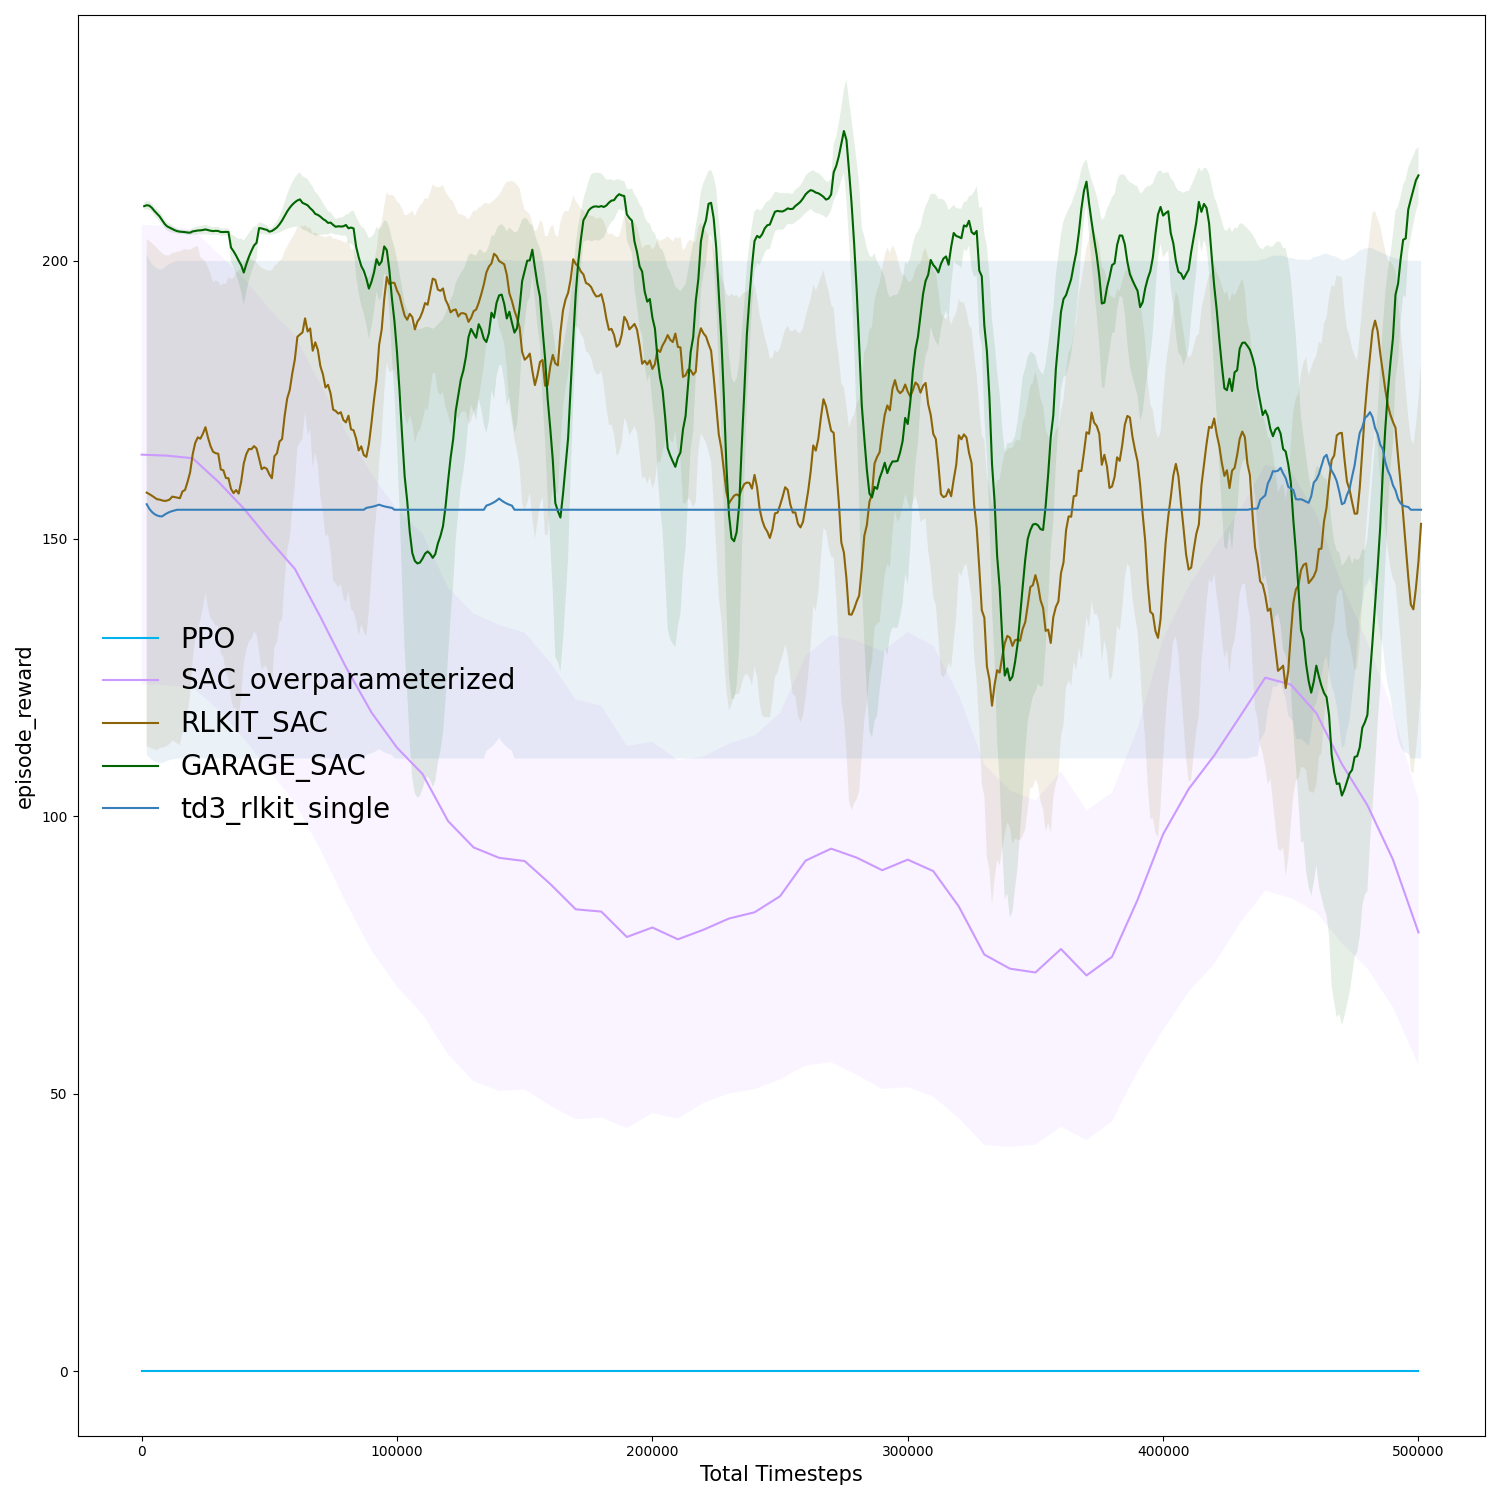 200
150
100
50
0
episode_reward
PPO
SAC_overparameterized
RLKIT_SAC
GARAGE_SAC
td3_rlkit_single
0 100000 200000 300000 400000 500000
Total Timesteps